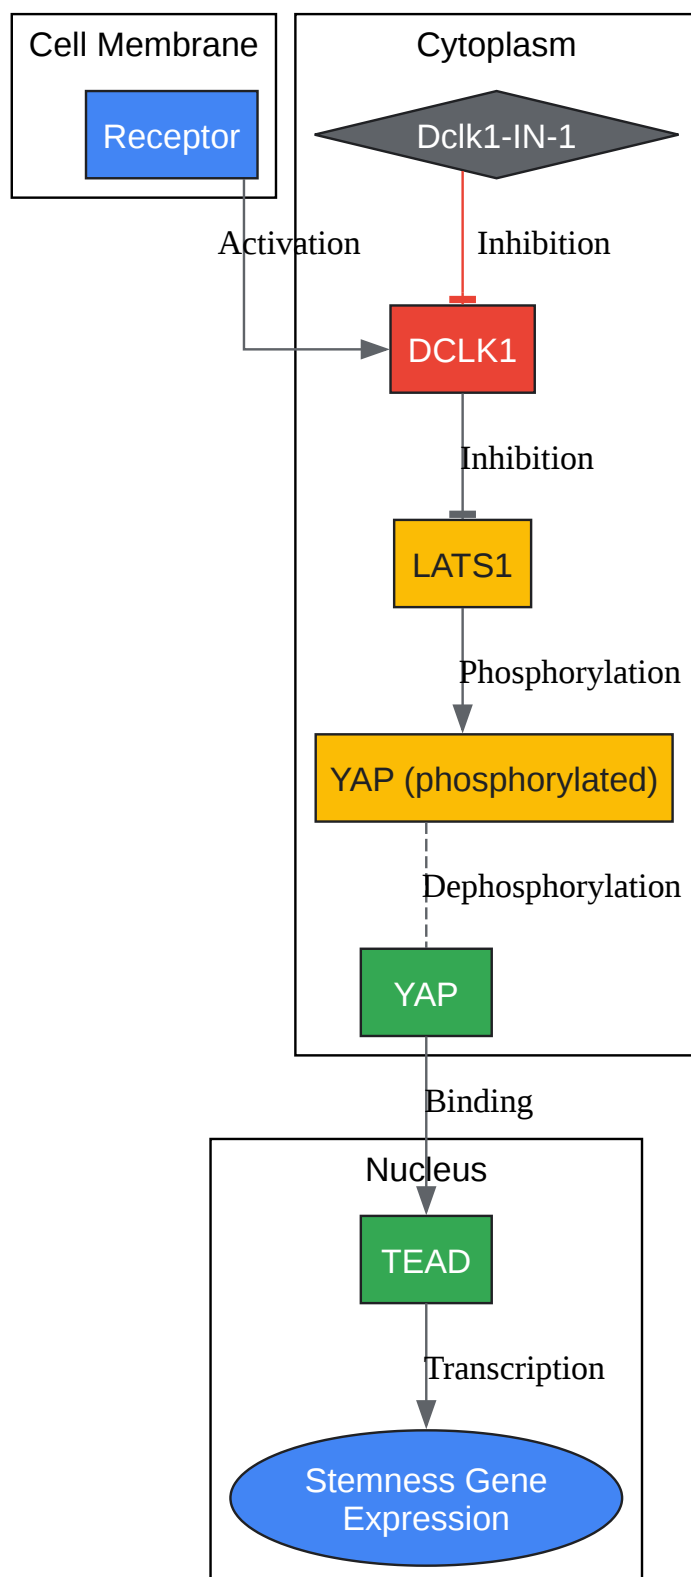 Cell Membrane
Cytoplasm
Receptor
Dclk1-IN-1
Activation
Inhibition
DCLK1
Inhibition
LATS1
Phosphorylation
YAP (phosphorylated)
Dephosphorylation
YAP
Binding
Nucleus
TEAD
Transcription
Stemness Gene
Expression